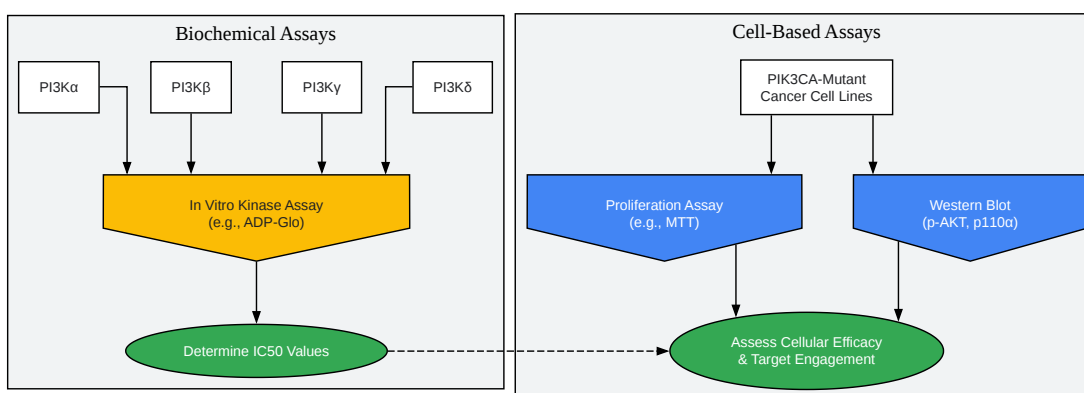 Biochemical Assays
PI3Kα
PI3Kβ
PI3Kγ
PI3Kδ
In Vitro Kinase Assay
(e.g., ADP-Glo)
Determine IC50 Values
Cell-Based Assays
PIK3CA-Mutant
Cancer Cell Lines
Proliferation Assay
(e.g., MTT)
Western Blot
(p-AKT, p110α)
Assess Cellular Efficacy
& Target Engagement